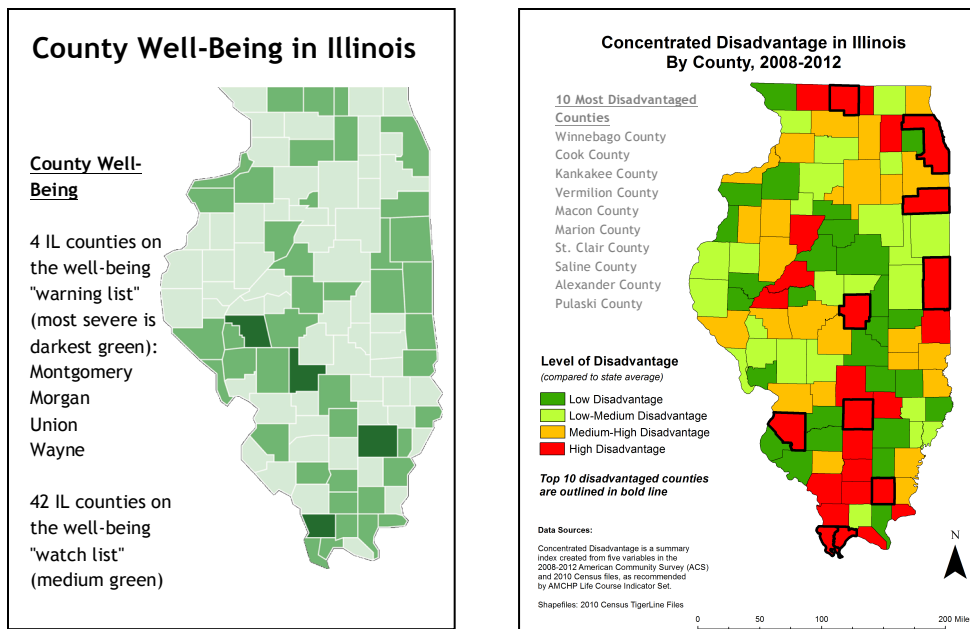 County Well-Being in Illinois
County Well-
Being
4 IL counties on
the well-being
"warning list"
(most severe is
darkest green):
Montgomery
Morgan
Union
Wayne
42 IL counties on
the well-being
"watch list"
(medium green)
Concentrated Disadvantage in Illinois
By County, 2008-2012
10 Most Disadvantaged
Counties
Winnebago County
Cook County
Kankakee County
Vermilion County
Macon County
Marion County
St. Clair County
Saline County
Alexander County
Pulaski County
Level of Disadvantage
(compared to state average)
Low Disadvantage
Low-Medium Disadvantage
Medium-High Disadvantage
High Disadvantage
Top 10 disadvantaged counties
are outlined in bold line
Data Sources:
Concentrated Disadvantage is a summary
index created from five variables in the
2008-2012 American Community Survey (ACS)
and 2010 Census files, as recommended
by AMCHP Life Course Indicator Set.
Shapefiles: 2010 Census TigerLine Files
N
0 50 100 200 Miles